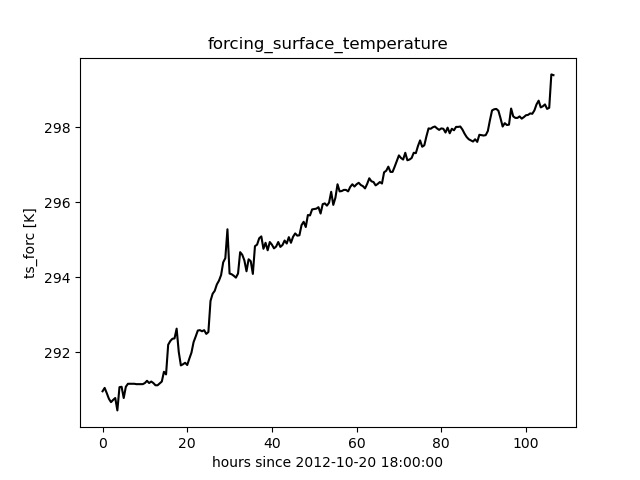 forcing_surface_temperature
ts_forc [K]
298
296
294
292
0 20 40 60 80 100
hours since 2012-10-20 18:00:00